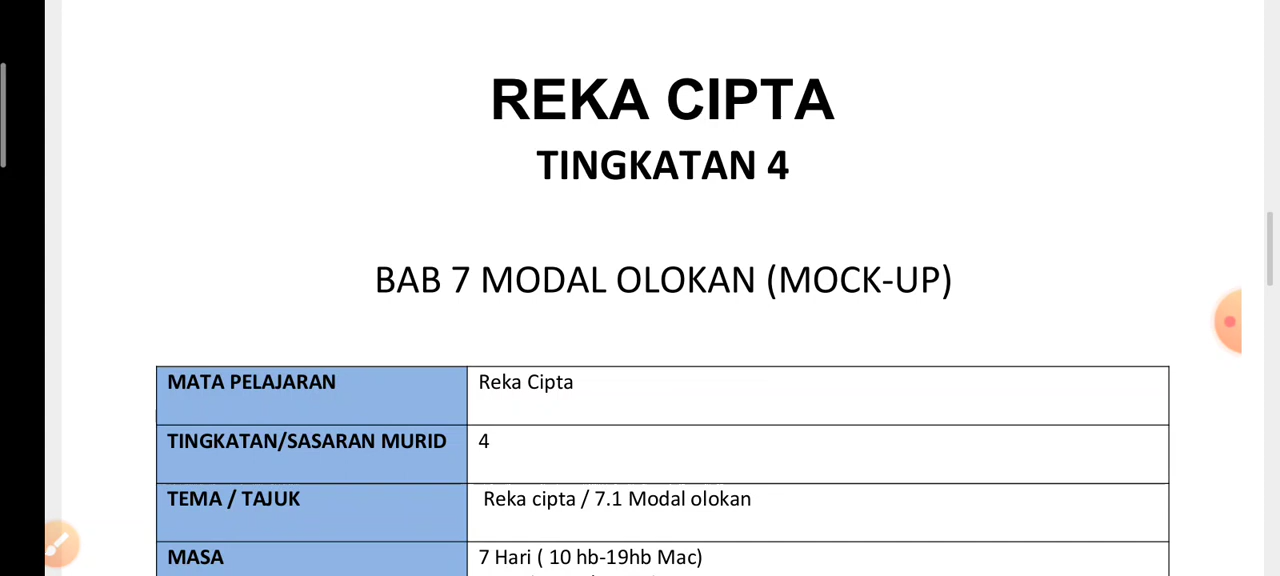 REKA CIPTA
TINGKATAN 4
BAB 7 MODAL OLOKAN (MOCK-UP)
MATA PELAJARAN Reka Cipta
TINGKATAN/SASARAN MURID 4
TEMA / TAJUK Reka cipta / 7.1 Modal olokan
MASA 7 Hari ( 10 hb-19hb Mac)